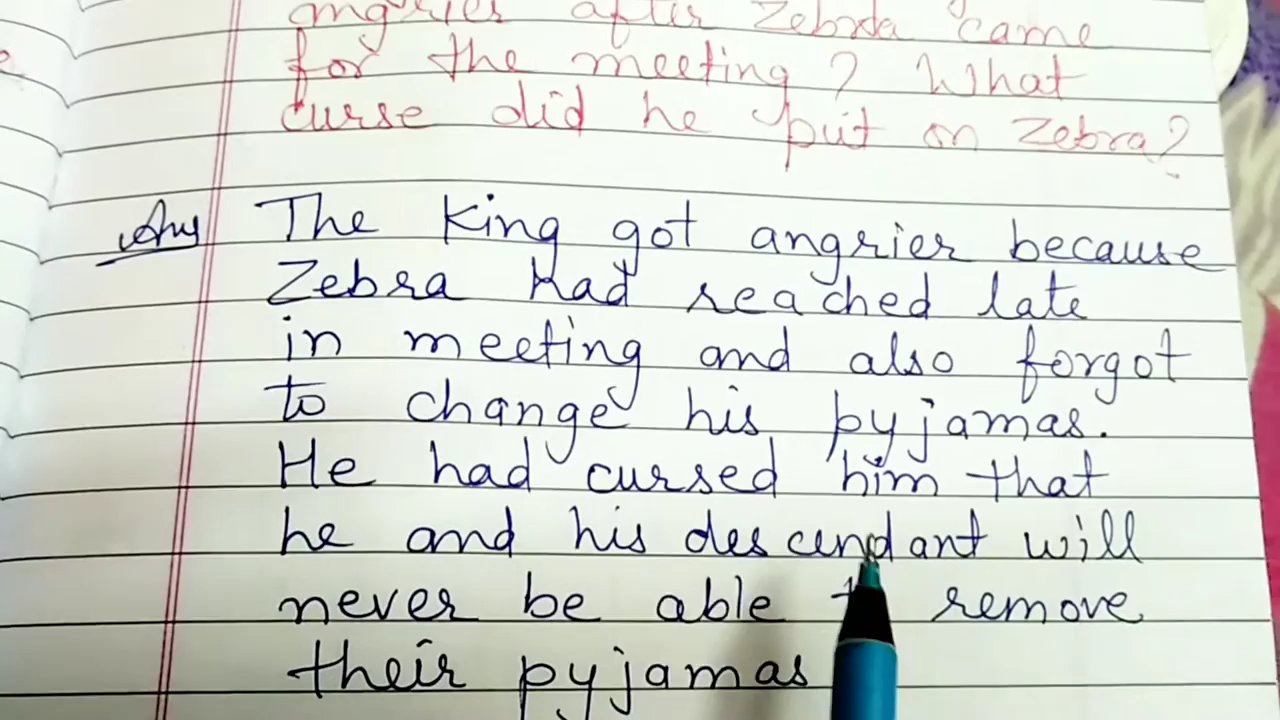 angrier after Zebra came
for the meeting? What
curse did he put on Zebra?
Ans The King got angrier because
Zebra had reached late
in meeting and also forgot
to change his pyjamas.
He had cursed him that
he and his descendant will
never be able to remove
their pyjamas